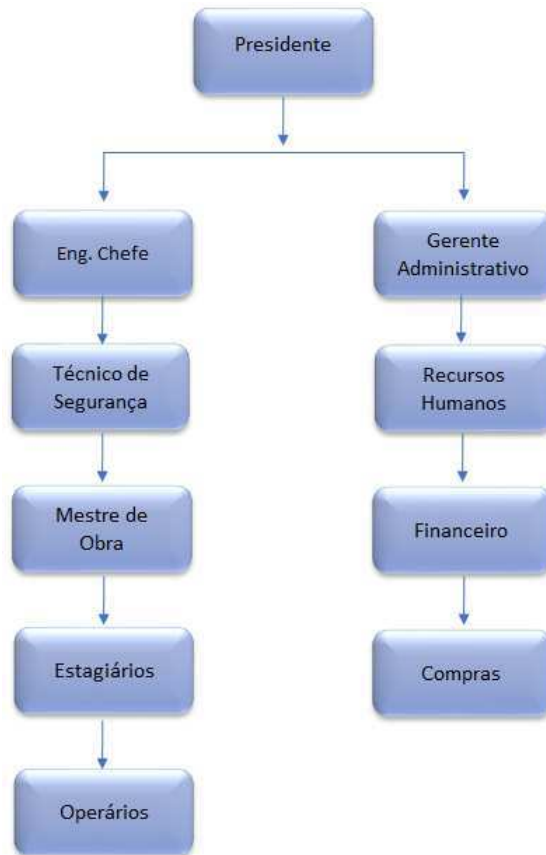 Presidente
Eng. Chefe
Gerente
Administrativo
Técnico de
Segurança
Recursos
Humanos
Mestre de
Obra
Financeiro
Estagiários
Compras
Operários